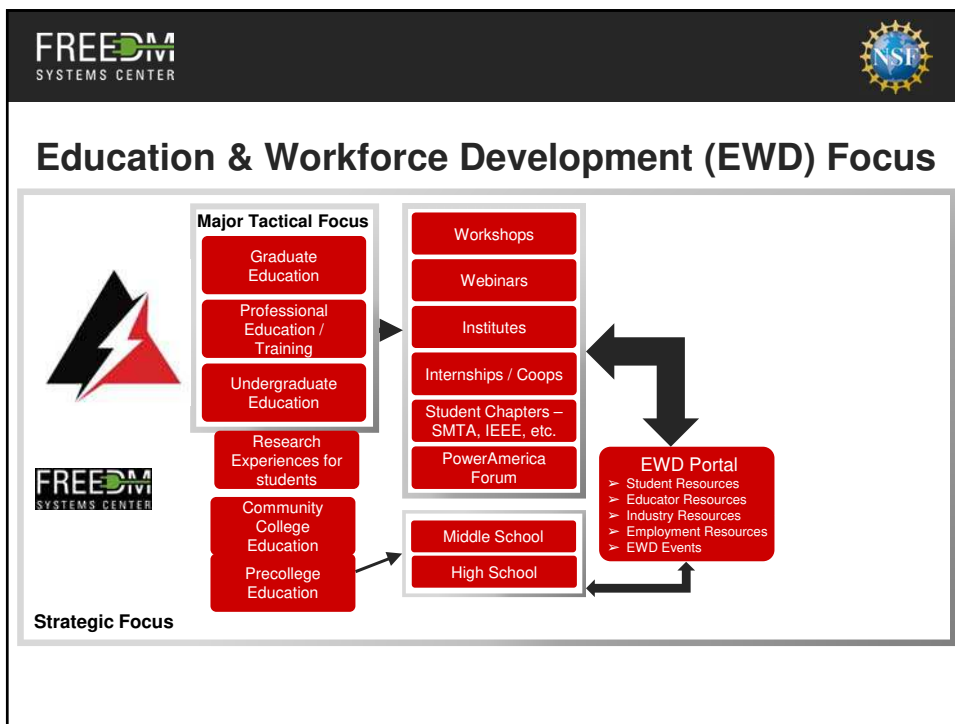 FREEDM
SYSTEMS CENTER
NSF
Education & Workforce Development (EWD) Focus
Major Tactical Focus
Graduate
Education
Professional
Education /
Training
Undergraduate
Education
Research
Experiences for
students
Community
College
Education
Precollege
Education
Workshops
Webinars
Institutes
Internships / Coops
Student Chapters –
SMTA, IEEE, etc.
PowerAmerica
Forum
Middle School
High School
EWD Portal
➢ Student Resources
➢ Educator Resources
➢ Industry Resources
➢ Employment Resources
➢ EWD Events
FREEDM
SYSTEMS CENTER
Strategic Focus